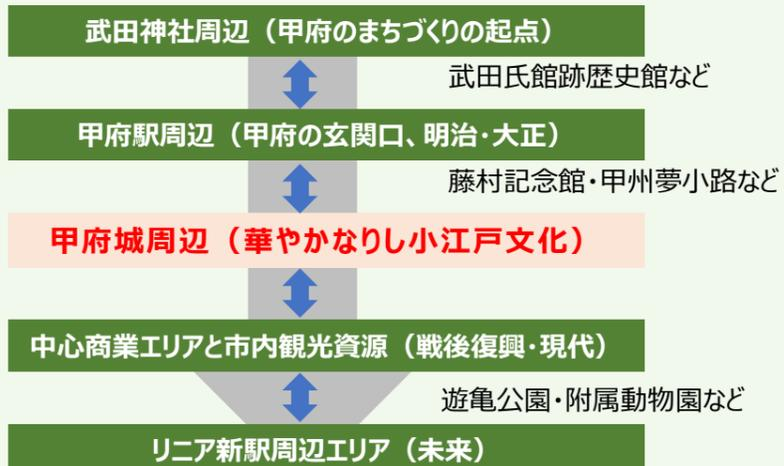 武田神社周辺（甲府のまちづくりの起点）
武田氏館跡歴史館など
甲府駅周辺（甲府の玄関口、明治・大正）
藤村記念館・甲州夢小路など
甲府城周辺（華やかなりし小江戸文化）
中心商業エリアと市内観光資源（戦後復興・現代）
遊亀公園・附属動物園など
リニア新駅周辺エリア（未来）